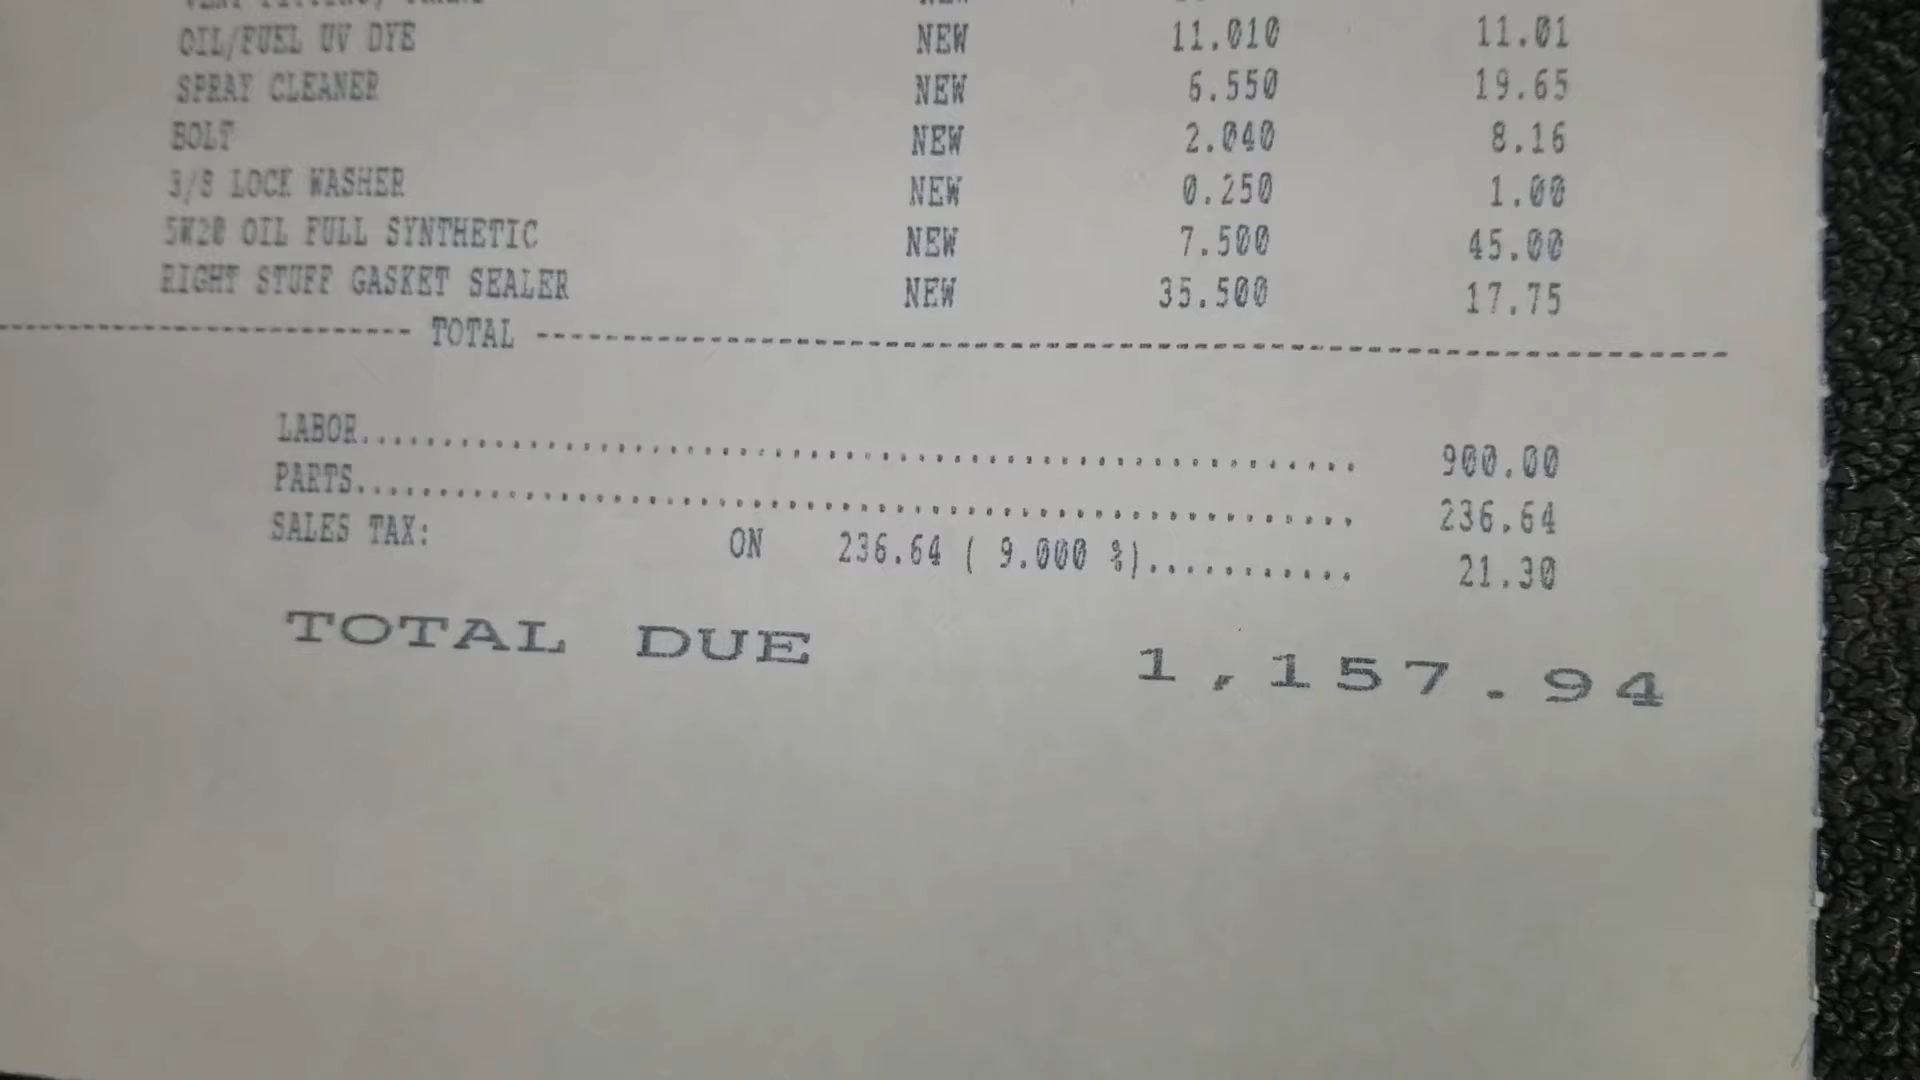 OIL/FUEL UV DYE NEW 11.010 11.01
SPRAY CLEANER NEW 6.550 19.65
BOLT NEW 2.040 8.16
3/8 LOCK WASHER NEW 0.250 1.00
5W20 OIL FULL SYNTHETIC NEW 7.500 45.00
RIGHT STUFF GASKET SEALER NEW 35.500 17.75
-------------------------- TOTAL --------------------------------------------------------------------------
LABOR.............................................................. 900.00
PARTS.............................................................. 236.64
SALES TAX: ON 236.64 ( 9.000 %)............ 21.30
TOTAL DUE 1,157.94